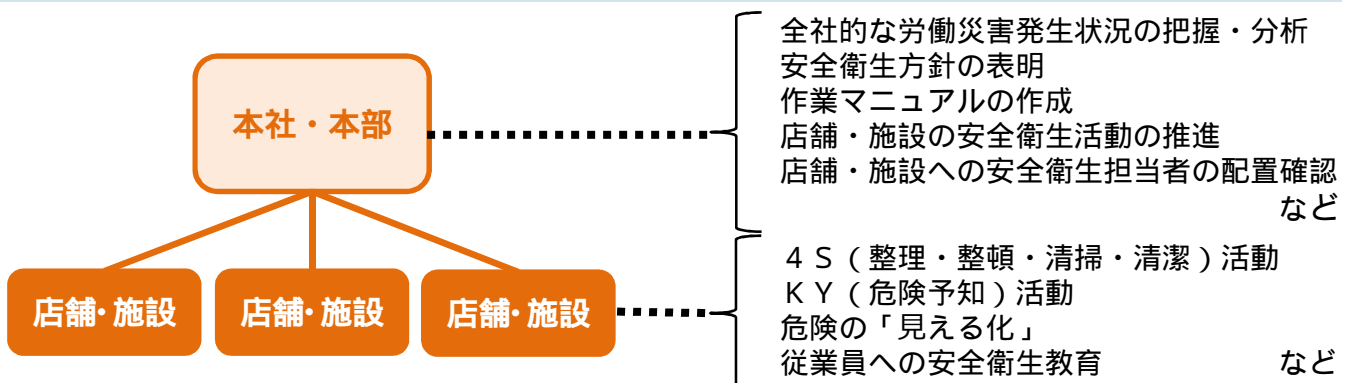 本社・本部
全社的な労働災害発生状況の把握・分析
安全衛生方針の表明
作業マニュアルの作成
店舗・施設の安全衛生活動の推進
店舗・施設への安全衛生担当者の配置確認
など
店舗・施設
店舗・施設
店舗・施設
４Ｓ（整理・整頓・清掃・清潔）活動
ＫＹ（危険予知）活動
危険の「見える化」
従業員への安全衛生教育　　　　　　など